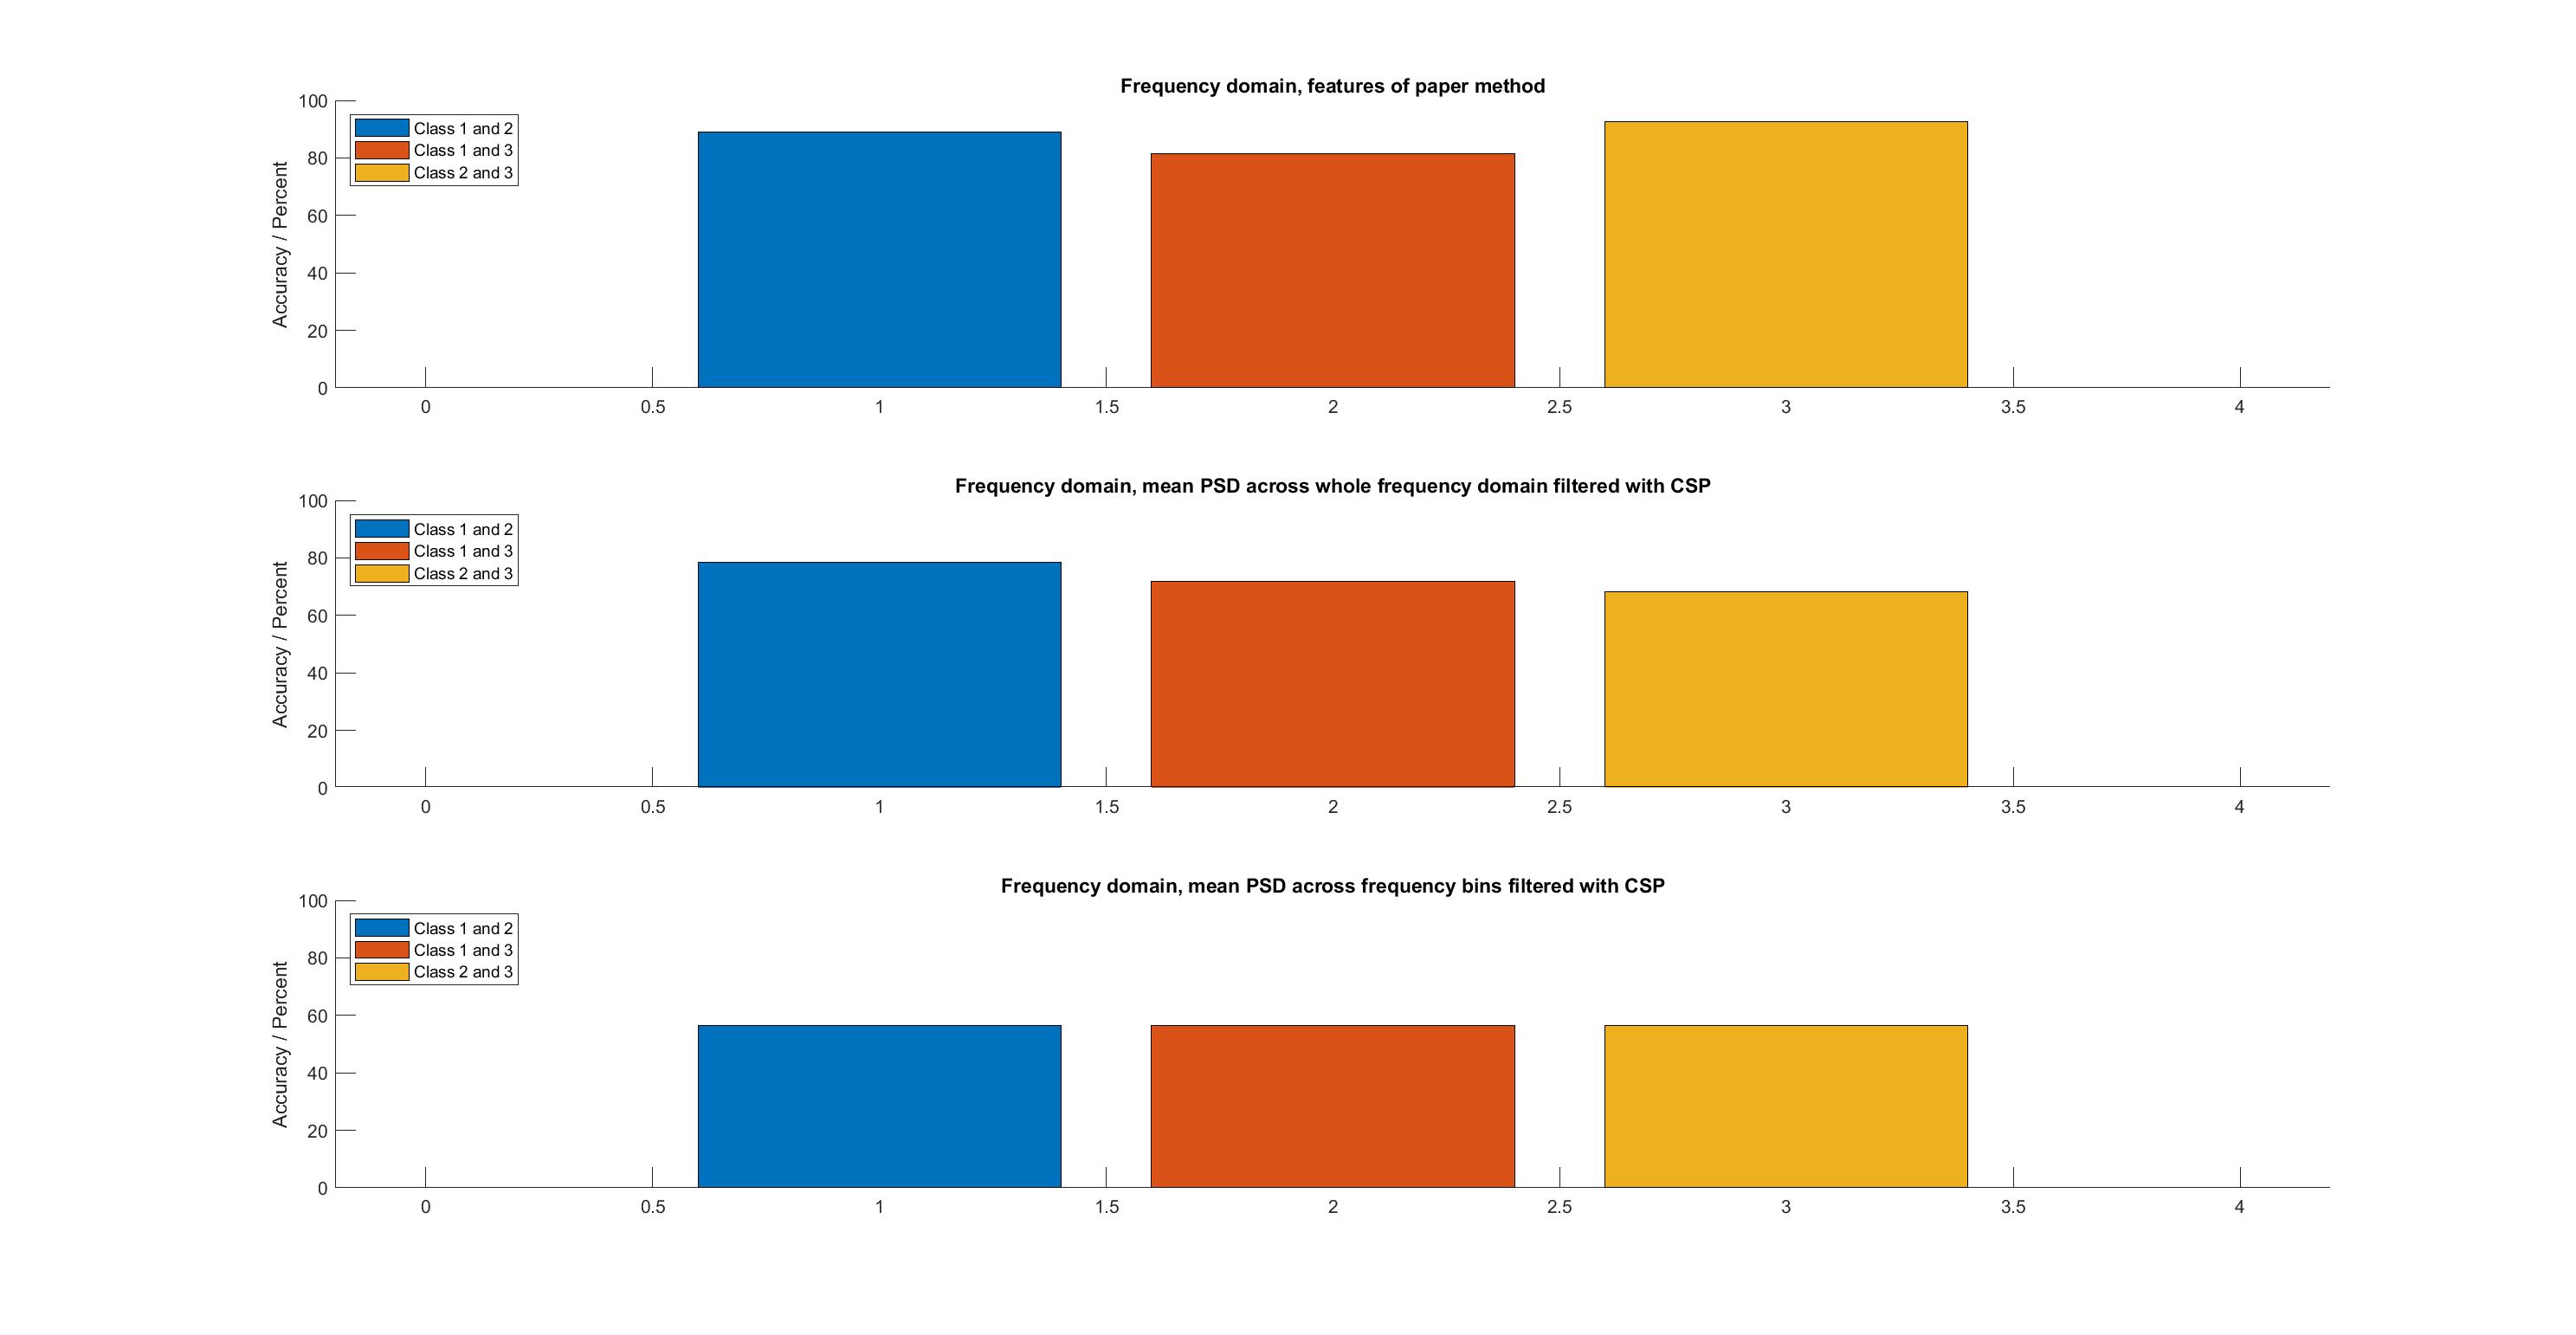 Frequency domain, features of paper method
100
80
60
40
20
0
Accuracy / Percent
Class 1 and 2
Class 1 and 3
Class 2 and 3
0 0.5 1 1.5 2 2.5 3 3.5 4
Frequency domain, mean PSD across whole frequency domain filtered with CSP
100
80
60
40
20
0
Accuracy / Percent
Class 1 and 2
Class 1 and 3
Class 2 and 3
0 0.5 1 1.5 2 2.5 3 3.5 4
Frequency domain, mean PSD across frequency bins filtered with CSP
100
80
60
40
20
0
Accuracy / Percent
Class 1 and 2
Class 1 and 3
Class 2 and 3
0 0.5 1 1.5 2 2.5 3 3.5 4